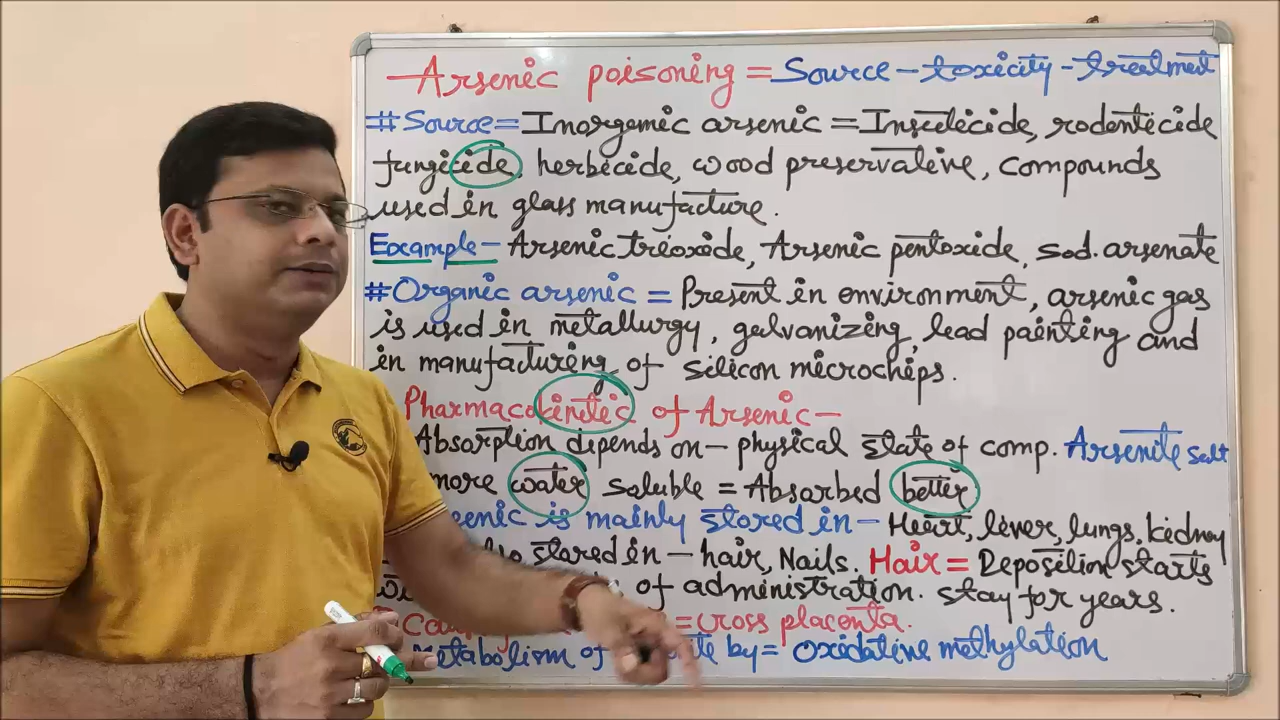 Arsenic poisoning = Source - toxicity - treatment
# Source = Inorganic arsenic = Insecticide, rodenticide
fungicide, herbicide, wood preservative, compounds
used in glass manufacture.
Example - Arsenic trioxide, Arsenic pentoxide, sod. arsenate
# Organic arsenic = Present in environment, arsenic gas
is used in metallurgy, galvanizing, lead painting and
in manufacturing of silicon microchips.
Pharmacokinetic of Arsenic -
Absorption depends on - physical state of comp. Arsenite salt
more water soluble = Absorbed better
is mainly stored in - Heart, liver, lungs, kidney
stored in - hair, Nails. Hair = Deposition starts
of administration. stay for years.
= cross placenta.
Metabolism of by = Oxidative methylation